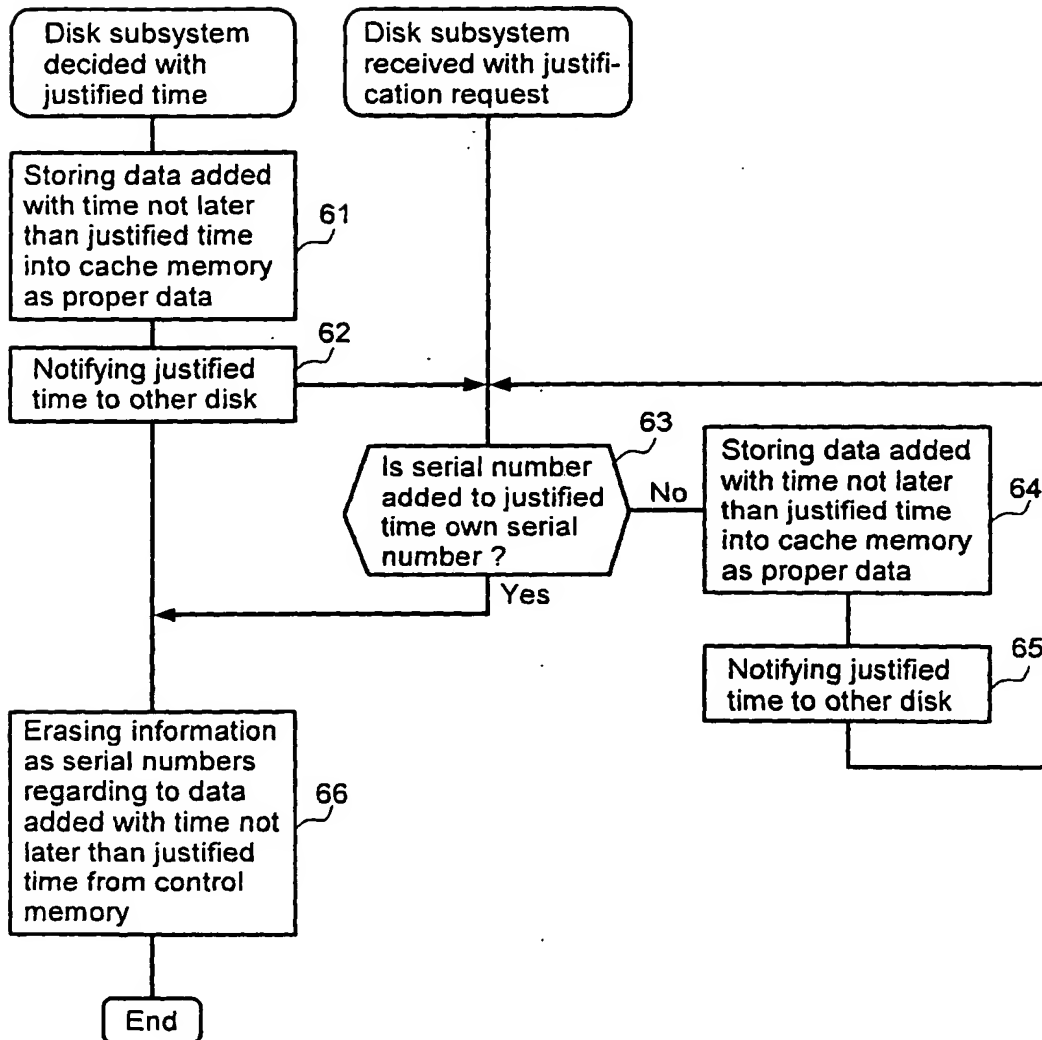 Disk subsystem
decided with
justified time
Disk subsystem
received with justifi-
cation request
Storing data added
with time not later
than justified time
into cache memory
as proper data
61
Notifying justified
time to other disk
62
Is serial number
added to justified
time own serial
number ?
63
No
Yes
Storing data added
with time not later
than justified time
into cache memory
as proper data
64
Notifying justified
time to other disk
65
Erasing information
as serial numbers
regarding to data
added with time not
later than justified
time from control
memory
66
End